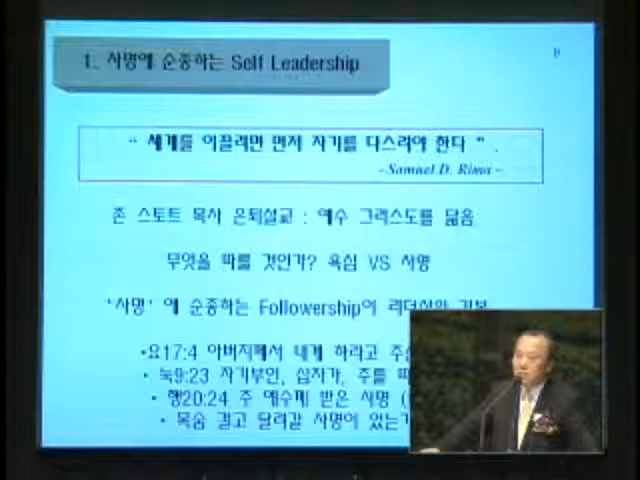 1. 사명에 순종하는 Self Leadership
" 세계를 이끌려면 먼저 자기를 다스려야 한다 " .
- Samuel D. Rima -
존 스토트 목사 은퇴설교 : 예수 그리스도를 닮음
무엇을 따를 것인가? 욕심 VS 사명
'사명' 에 순종하는 Followership이 리더십의 기본
•요17:4 아버지께서 내게 하라고 주신
• 눅9:23 자기부인, 십자가, 주를 따
• 행20:24 주 예수께 받은 사명 (
• 목숨 걸고 달려갈 사명이 있는가